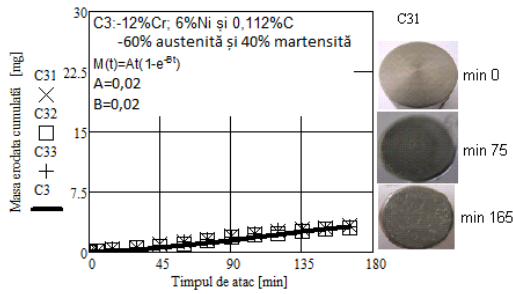 C3:-12%Cr; 6%Ni și 0,112%C
-60% austenită și 40% martensită
M(t)=At(1-e-Bt)
A=0,02
B=0,02
30
22.5
15
7.5
0
0
45
90
135
180
Masa erodata cumulată [mg]
C31
C32
C33
C3
Timpul de atac [min]
C31
min 0
min 75
min 165